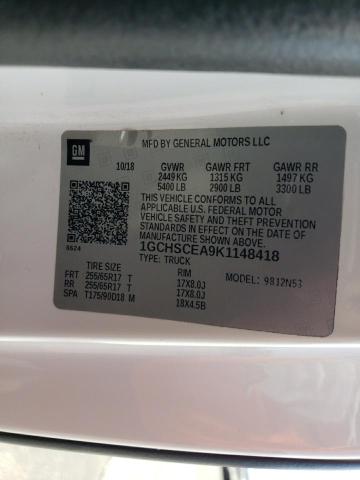 GM
MFD BY GENERAL MOTORS LLC
10/18 GVWR GAWR FRT GAWR RR
2449 KG 1315 KG 1497 KG
5400 LB 2900 LB 3300 LB
THIS VEHICLE CONFORMS TO ALL APPLICABLE U.S. FEDERAL MOTOR
VEHICLE SAFETY AND THEFT PREVENTION STANDARDS IN EFFECT
ON THE DATE OF MANUFACTURE SHOWN ABOVE.
1GCHSCEA9K1148418
6624 TYPE: TRUCK
TIRE SIZE RIM MODEL: 9812N53
FRT 255/65R17 T 17X8.0J
RR 255/65R17 T 17X8.0J
SPA T175/90D18 M 18X4.5B